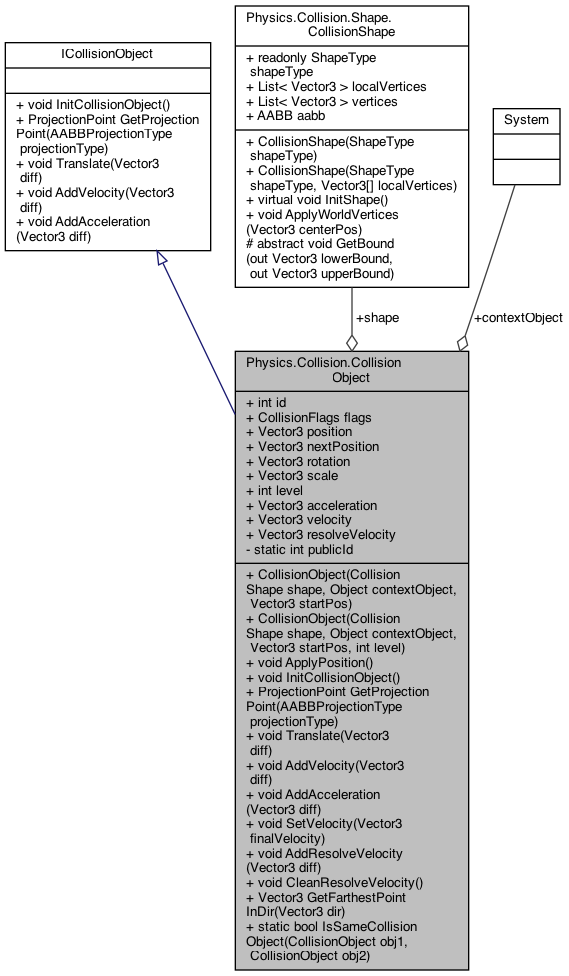 ICollisionObject
+ void InitCollisionObject()
+ ProjectionPoint GetProjection
Point(AABBProjectionType
projectionType)
+ void Translate(Vector3
diff)
+ void AddVelocity(Vector3
diff)
+ void AddAcceleration
(Vector3 diff)
Physics.Collision.Shape.
CollisionShape
+ readonly ShapeType
shapeType
+ List< Vector3 > localVertices
+ List< Vector3 > vertices
+ AABB aabb
+ CollisionShape(ShapeType
shapeType)
+ CollisionShape(ShapeType
shapeType, Vector3[] localVertices)
+ virtual void InitShape()
+ void ApplyWorldVertices
(Vector3 centerPos)
# abstract void GetBound
(out Vector3 lowerBound,
out Vector3 upperBound)
System
+shape
+contextObject
Physics.Collision.Collision
Object
+ int id
+ CollisionFlags flags
+ Vector3 position
+ Vector3 nextPosition
+ Vector3 rotation
+ Vector3 scale
+ int level
+ Vector3 acceleration
+ Vector3 velocity
+ Vector3 resolveVelocity
- static int publicId
+ CollisionObject(Collision
Shape shape, Object contextObject,
Vector3 startPos)
+ CollisionObject(Collision
Shape shape, Object contextObject,
Vector3 startPos, int level)
+ void ApplyPosition()
+ void InitCollisionObject()
+ ProjectionPoint GetProjection
Point(AABBProjectionType
projectionType)
+ void Translate(Vector3
diff)
+ void AddVelocity(Vector3
diff)
+ void AddAcceleration
(Vector3 diff)
+ void SetVelocity(Vector3
finalVelocity)
+ void AddResolveVelocity
(Vector3 diff)
+ void CleanResolveVelocity()
+ Vector3 GetFarthestPoint
InDir(Vector3 dir)
+ static bool IsSameCollision
Object(CollisionObject obj1,
CollisionObject obj2)